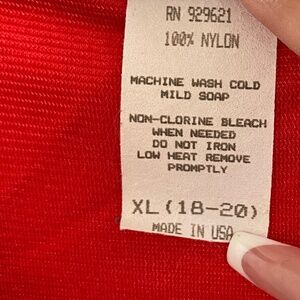 RN 929621
100% NYLON
MACHINE WASH COLD
MILD SOAP
NON-CLORINE BLEACH
WHEN NEEDED
DO NOT IRON
LOW HEAT REMOVE
PROMPTLY
XL (18-20)
MADE IN USA